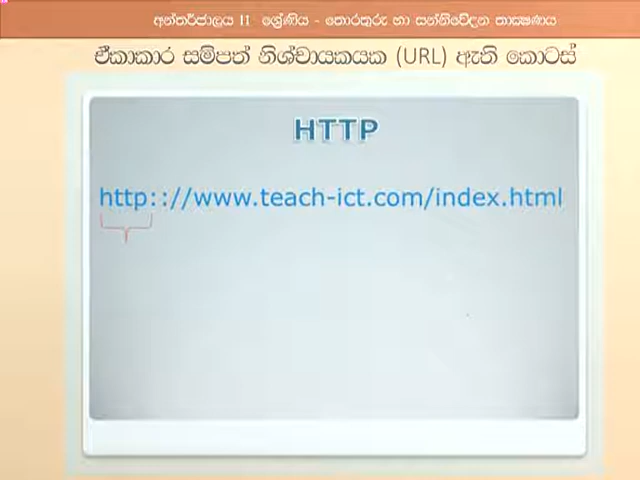 අන්තර්ජාලය 11 ශ්‍රේණිය - තොරතුරු හා සන්නිවේදන තාක්ෂණය
ඒකාකාර සම්පත් නිශ්චායකයක (URL) ඇති කොටස්
HTTP
http:://www.teach-ict.com/index.html